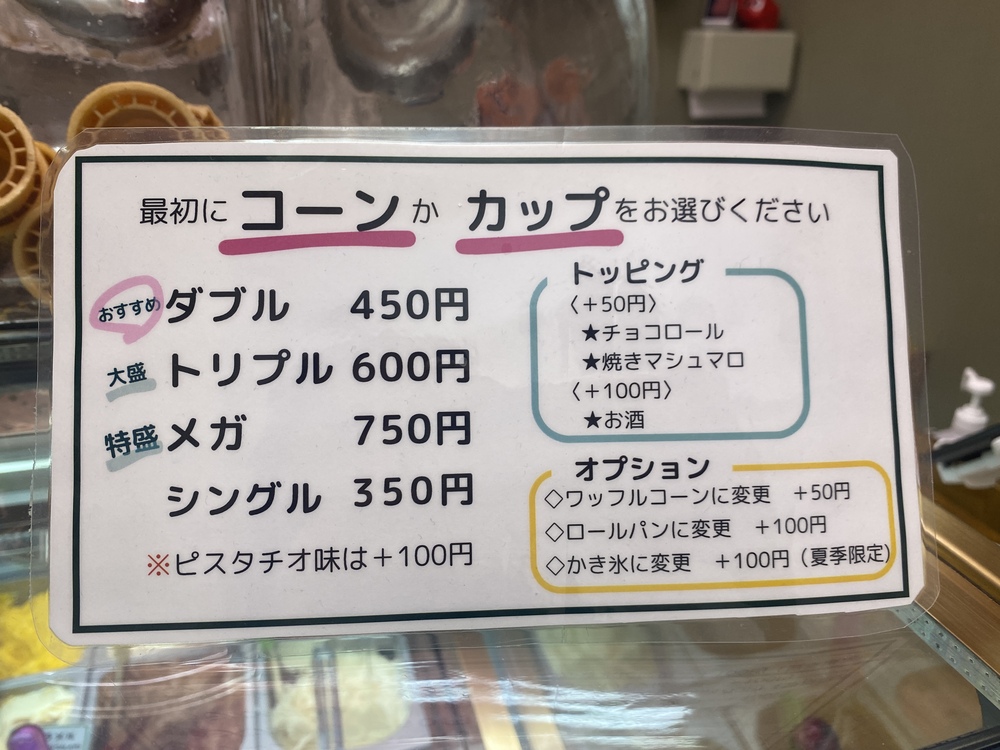 最初に コーン か カップ をお選びください
おすすめ ダブル 450円
大盛 トリプル 600円
特盛 メガ 750円
シングル 350円
※ピスタチオ味は＋100円
トッピング
〈＋50円〉
★チョコロール
★焼きマシュマロ
〈＋100円〉
★お酒
オプション
◇ワッフルコーンに変更 ＋50円
◇ロールパンに変更 ＋100円
◇かき氷に変更 ＋100円（夏季限定）